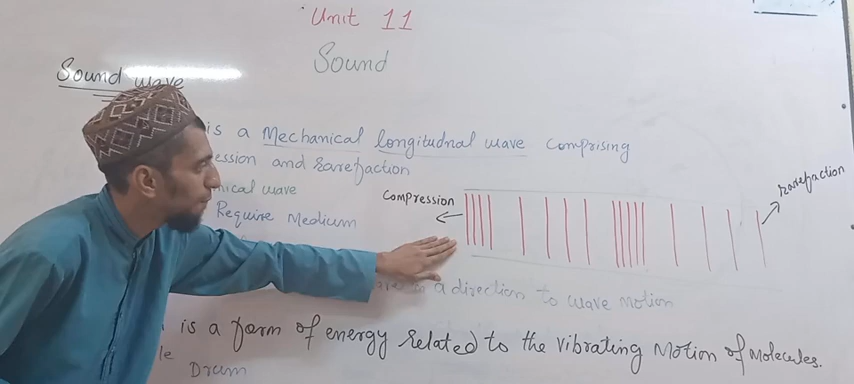 Unit 11
Sound
Sound wave
is a Mechanical longitudnal wave comprising
ession and rarefaction
nical wave
Require Medium
Compression
rarefaction
a direction to wave motion
is a form of energy related to the vibrating motion of molecules.
le
Drum